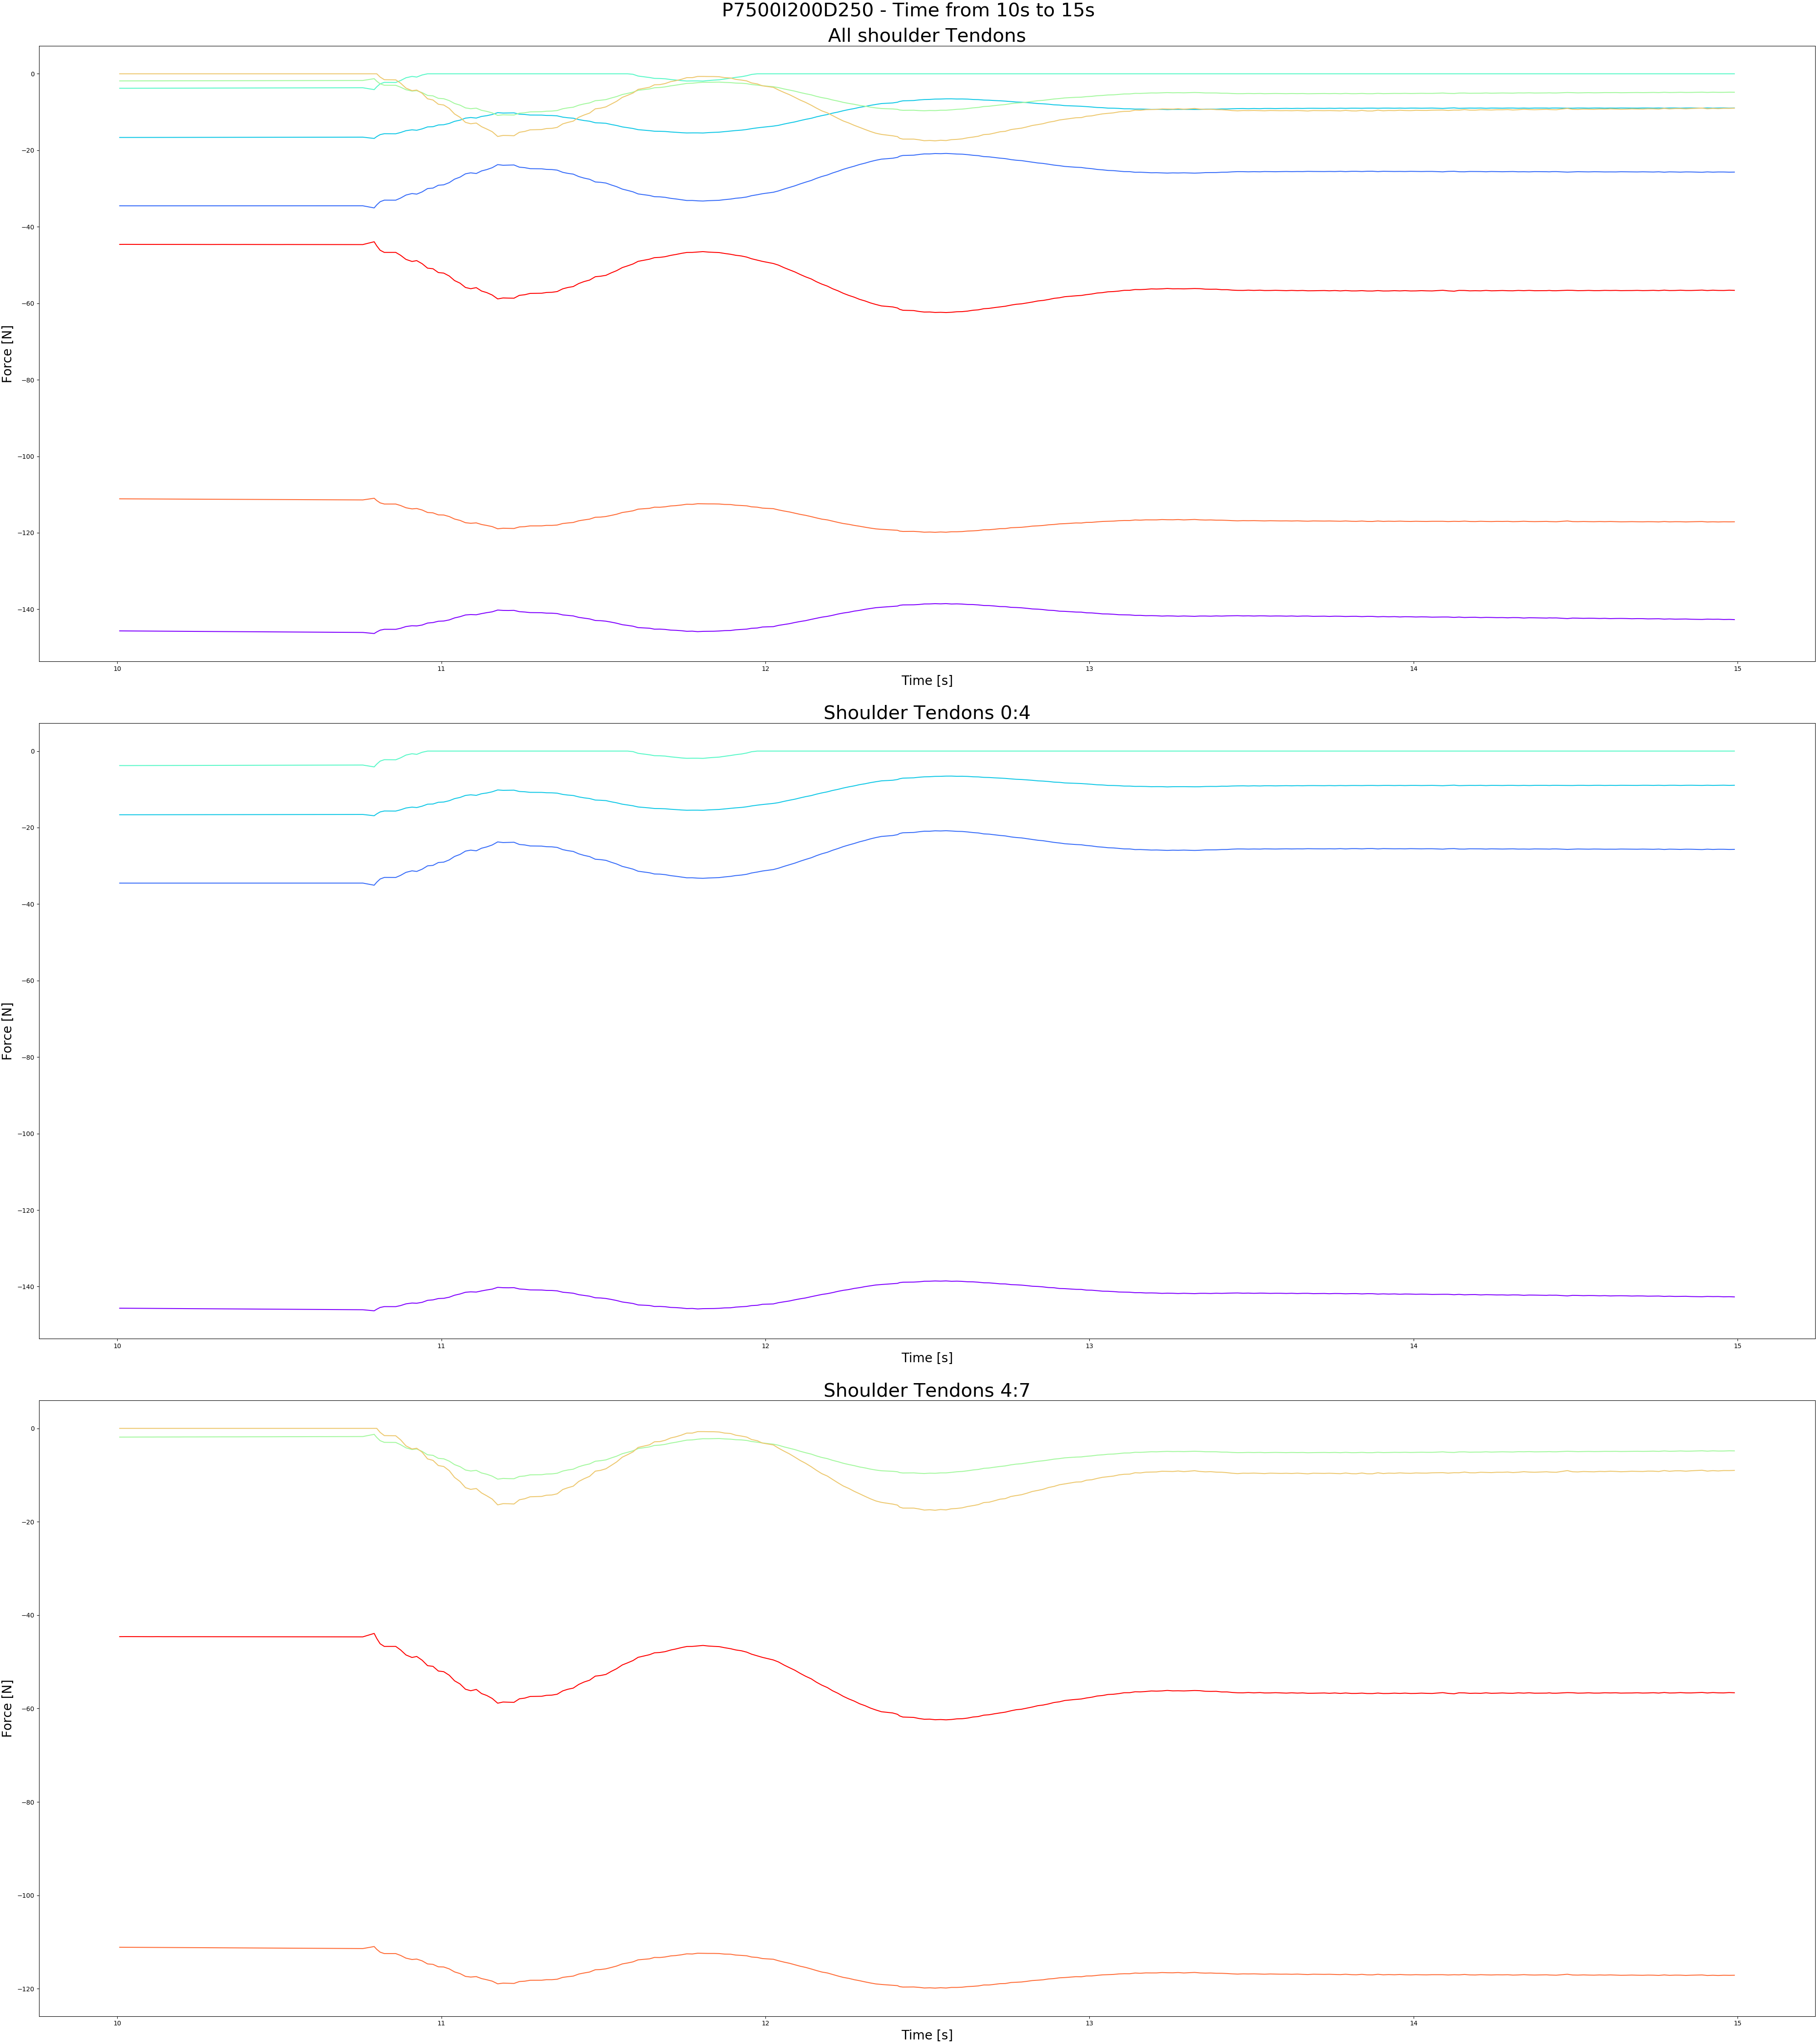 P7500I200D250 - Time from 10s to 15s
All shoulder Tendons
0
−20
−40
−60
−80
−100
−120
−140
Force [N]
10 11 12 13 14 15
Time [s]
Shoulder Tendons 0:4
0
−20
−40
−60
−80
−100
−120
−140
Force [N]
10 11 12 13 14 15
Time [s]
Shoulder Tendons 4:7
0
−20
−40
−60
−80
−100
−120
Force [N]
10 11 12 13 14 15
Time [s]